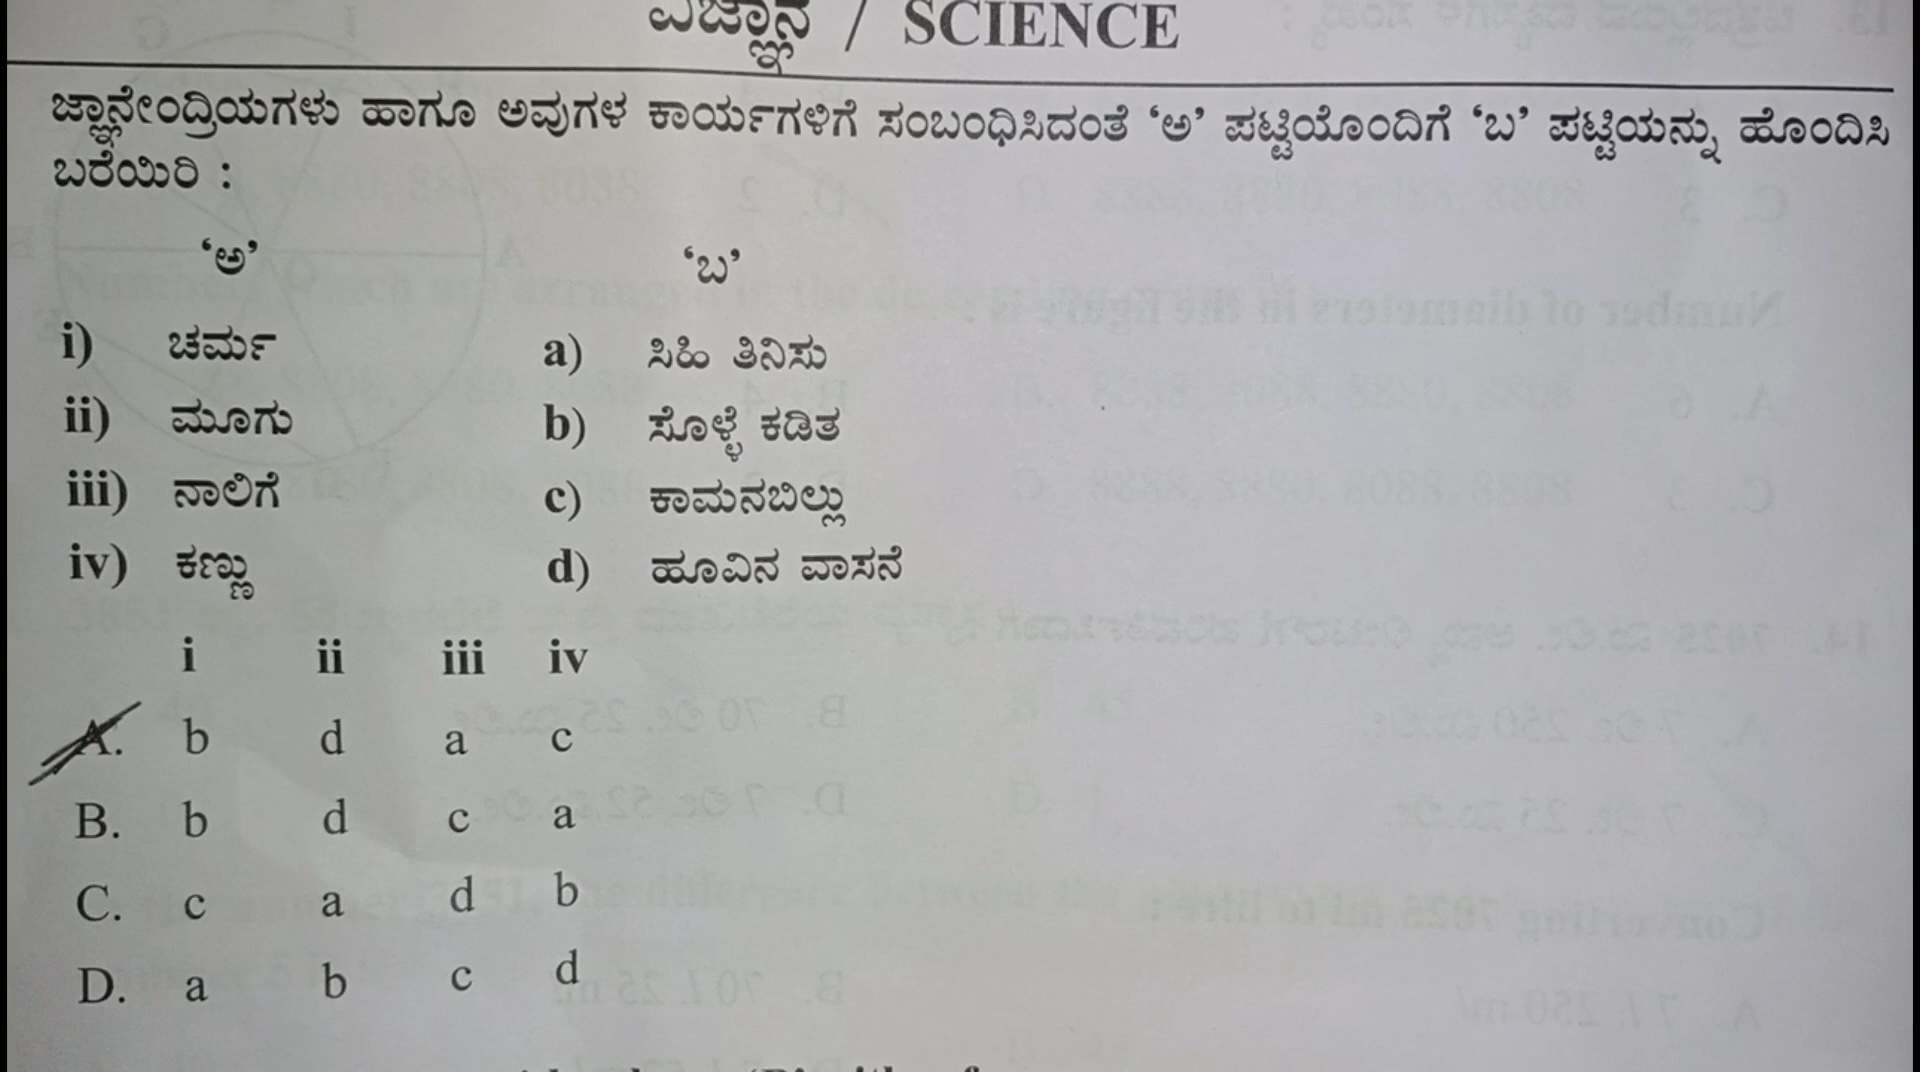 ವಿಜ್ಞಾನ / SCIENCE
ಜ್ಞಾನೇಂದ್ರಿಯಗಳು ಹಾಗೂ ಅವುಗಳ ಕಾರ್ಯಗಳಿಗೆ ಸಂಬಂಧಿಸಿದಂತೆ ‘ಅ’ ಪಟ್ಟಿಯೊಂದಿಗೆ ‘ಬ’ ಪಟ್ಟಿಯನ್ನು ಹೊಂದಿಸಿ
ಬರೆಯಿರಿ :
‘ಅ’ ‘ಬ’
i) ಚರ್ಮ a) ಸಿಹಿ ತಿನಿಸು
ii) ಮೂಗು b) ಸೊಳ್ಳೆ ಕಡಿತ
iii) ನಾಲಿಗೆ c) ಕಾಮನಬಿಲ್ಲು
iv) ಕಣ್ಣು d) ಹೂವಿನ ವಾಸನೆ
i ii iii iv
A. b d a c
B. b d c a
C. c a d b
D. a b c d